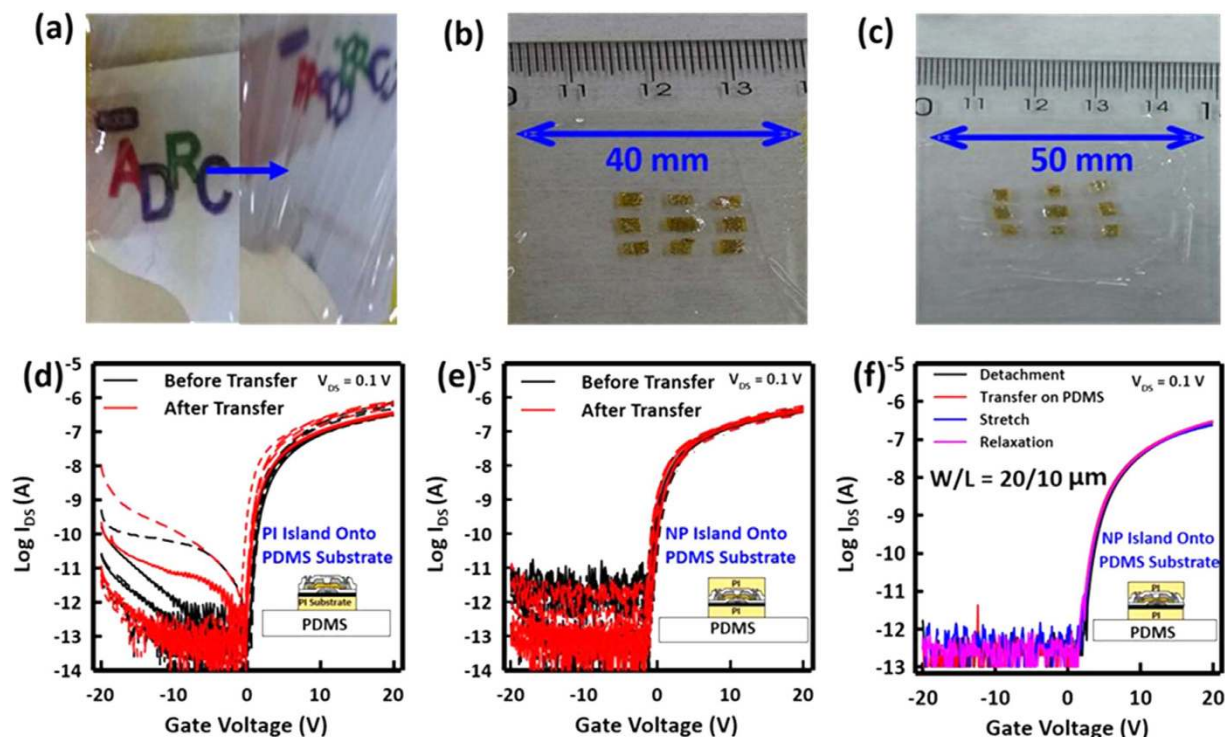 (a)
ADRC
ADRC
(b)
0 11 12 13
40 mm
(c)
0 11 12 13 14 1
50 mm
(d)
Before Transfer
After Transfer
V_DS = 0.1 V
PI Island Onto
PDMS Substrate
PI Substrate
PDMS
Log I_DS (A)
-5
-6
-7
-8
-9
-10
-11
-12
-13
-14
-20 -10 0 10 20
Gate Voltage (V)
(e)
Before Transfer
After Transfer
V_DS = 0.1 V
NP Island Onto
PDMS Substrate
PI
PI
PDMS
Log I_DS (A)
-5
-6
-7
-8
-9
-10
-11
-12
-13
-14
-20 -10 0 10 20
Gate Voltage (V)
(f)
Detachment
Transfer on PDMS
Stretch
Relaxation
V_DS = 0.1 V
W/L = 20/10 μm
NP Island Onto
PDMS Substrate
PI
PI
PDMS
Log I_DS (A)
-5
-6
-7
-8
-9
-10
-11
-12
-13
-20 -10 0 10 20
Gate Voltage (V)